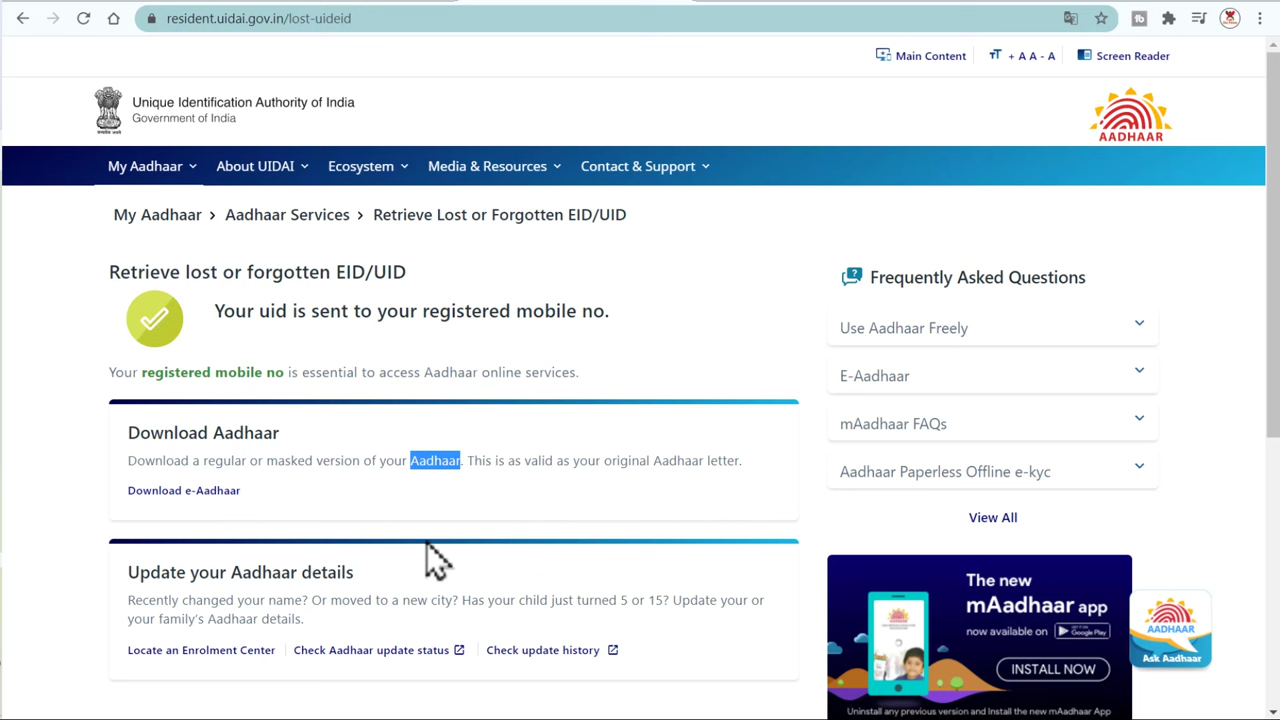 resident.uidai.gov.in/lost-uideid
Main Content
+ A A - A
Screen Reader
Unique Identification Authority of India
Government of India
AADHAAR
My Aadhaar
About UIDAI
Ecosystem
Media & Resources
Contact & Support
My Aadhaar > Aadhaar Services > Retrieve Lost or Forgotten EID/UID
Retrieve lost or forgotten EID/UID
Your uid is sent to your registered mobile no.
Your registered mobile no is essential to access Aadhaar online services.
Download Aadhaar
Download a regular or masked version of your Aadhaar. This is as valid as your original Aadhaar letter.
Download e-Aadhaar
Update your Aadhaar details
Recently changed your name? Or moved to a new city? Has your child just turned 5 or 15? Update your or
your family's Aadhaar details.
Locate an Enrolment Center
Check Aadhaar update status
Check update history
Frequently Asked Questions
Use Aadhaar Freely
E-Aadhaar
mAadhaar FAQs
Aadhaar Paperless Offline e-kyc
View All
The new
mAadhaar app
now available on
Google Play
INSTALL NOW
Uninstall any previous version and Install the new mAadhaar App
AADHAAR
Ask Aadhaar